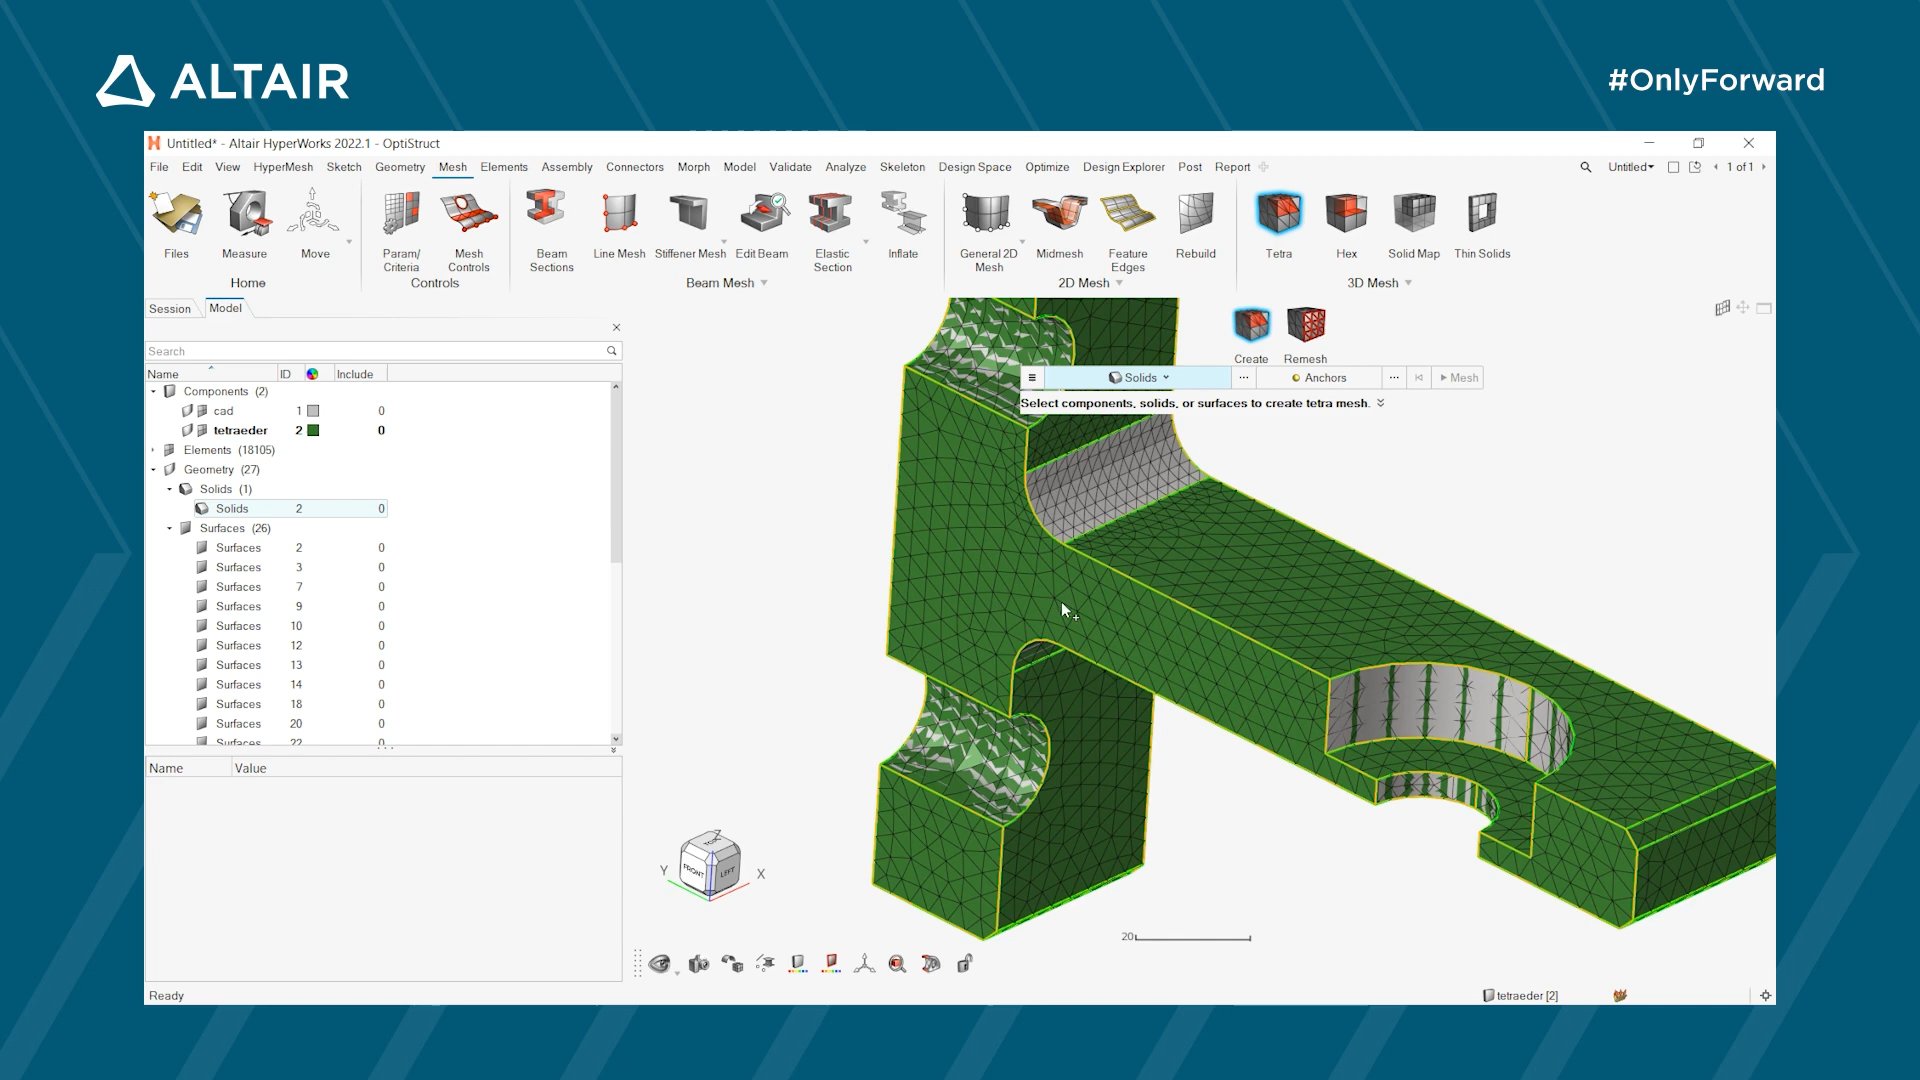 ALTAIR
#OnlyForward
Untitled* - Altair HyperWorks 2022.1 - OptiStruct
File Edit View HyperMesh Sketch Geometry Mesh Elements Assembly Connectors Morph Model Validate Analyze Skeleton Design Space Optimize Design Explorer Post Report Untitled 1 of 1
Files Measure Move Param/ Criteria Mesh Controls Beam Sections Line Mesh Stiffener Mesh Edit Beam Elastic Section Inflate General 2D Mesh Midmesh Feature Edges Rebuild Tetra Hex Solid Map Thin Solids
Home Controls Beam Mesh 2D Mesh 3D Mesh
Session Model
Create Remesh
Search
Solids ... Anchors ... Mesh
Select components, solids, or surfaces to create tetra mesh.
Name ID Include
Components (2)
cad 1 0
tetraeder 2 0
Elements (18105)
Geometry (27)
Solids (1)
Solids 2 0
Surfaces (26)
Surfaces 2 0
Surfaces 3 0
Surfaces 7 0
Surfaces 9 0
Surfaces 10 0
Surfaces 12 0
Surfaces 13 0
Surfaces 14 0
Surfaces 18 0
Surfaces 20 0
Surfaces 22 0
Name Value
Z
FRONT LEFT
Y X
20
Ready
tetraeder [2]